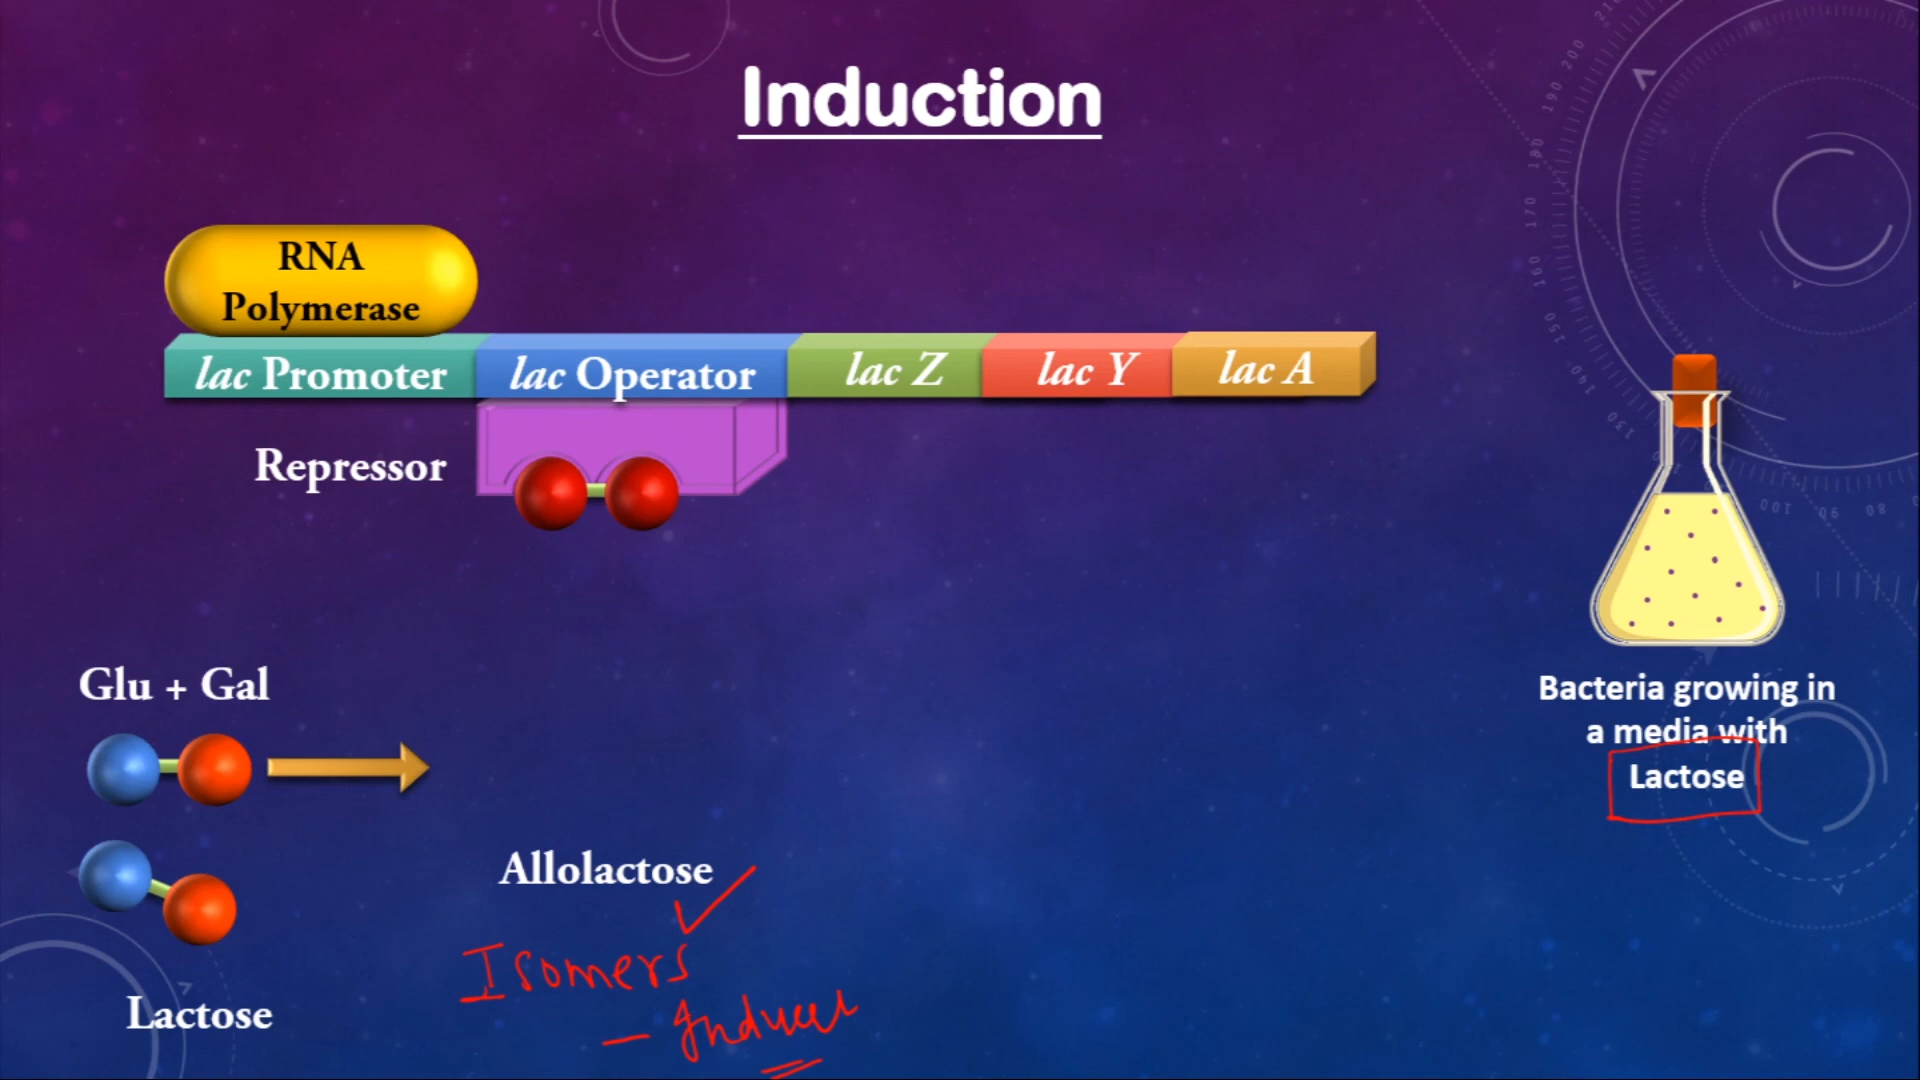 Induction
RNA
Polymerase
lac Promoter
lac Operator
lac Z
lac Y
lac A
Repressor
Glu + Gal
Allolactose
Isomers
- Inducer
Lactose
Bacteria growing in
a media with
Lactose